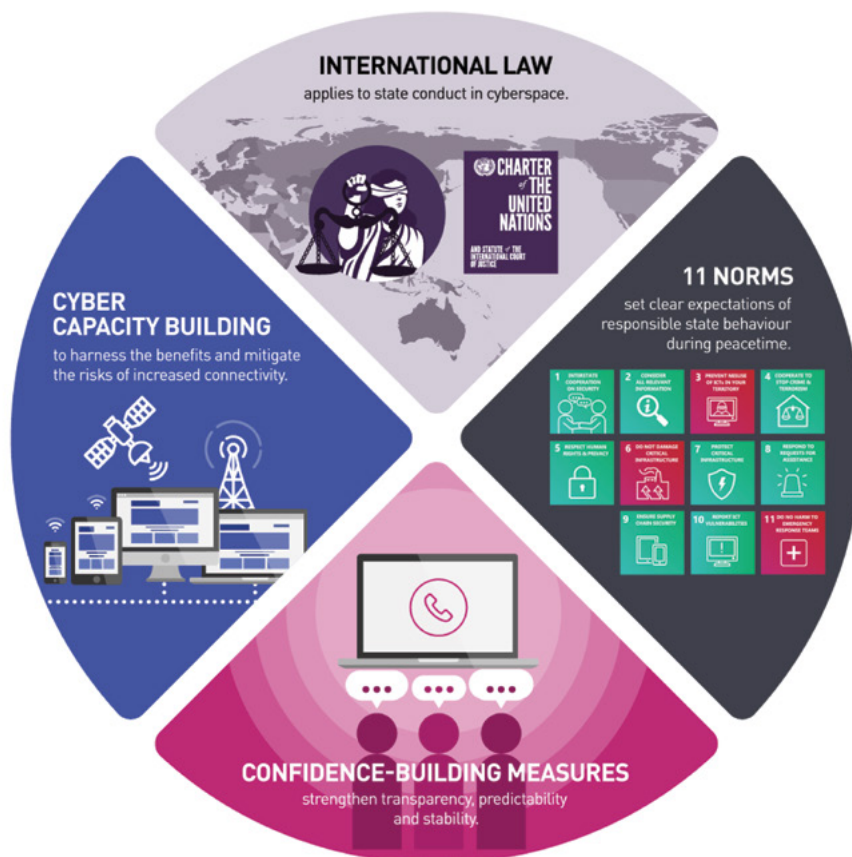 INTERNATIONAL LAW
applies to state conduct in cyberspace.
CHARTER
of THE
UNITED
NATIONS
AND STATUTE of THE
INTERNATIONAL COURT
OF JUSTICE
CYBER
CAPACITY BUILDING
to harness the benefits and mitigate
the risks of increased connectivity.
11 NORMS
set clear expectations of
responsible state behaviour
during peacetime.
1 INTERSTATE
COOPERATION
ON SECURITY
2 CONSIDER
ALL RELEVANT
INFORMATION
3 PREVENT MISUSE
OF ICTs IN YOUR
TERRITORY
4 COOPERATE TO
STOP CRIME &
TERRORISM
5 RESPECT HUMAN
RIGHTS & PRIVACY
6 DO NOT DAMAGE
CRITICAL
INFRASTRUCTURE
7 PROTECT
CRITICAL
INFRASTRUCTURE
8 RESPOND TO
REQUESTS FOR
ASSISTANCE
9 ENSURE SUPPLY
CHAIN SECURITY
10 REPORT ICT
VULNERABILITIES
11 DO NO HARM TO
EMERGENCY
RESPONSE TEAMS
CONFIDENCE-BUILDING MEASURES
strengthen transparency, predictability
and stability.